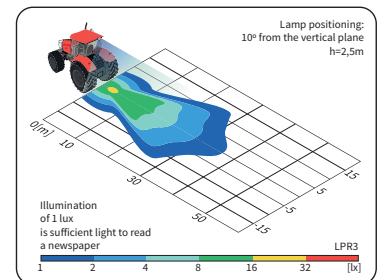 Lamp positioning:
10º from the vertical plane
h=2,5m
0[m]
10
30
50
15
5
-5
-15
Illumination
of 1 lux
is sufficient light to read
a newspaper
LPR3
1 2 4 8 16 32 [lx]